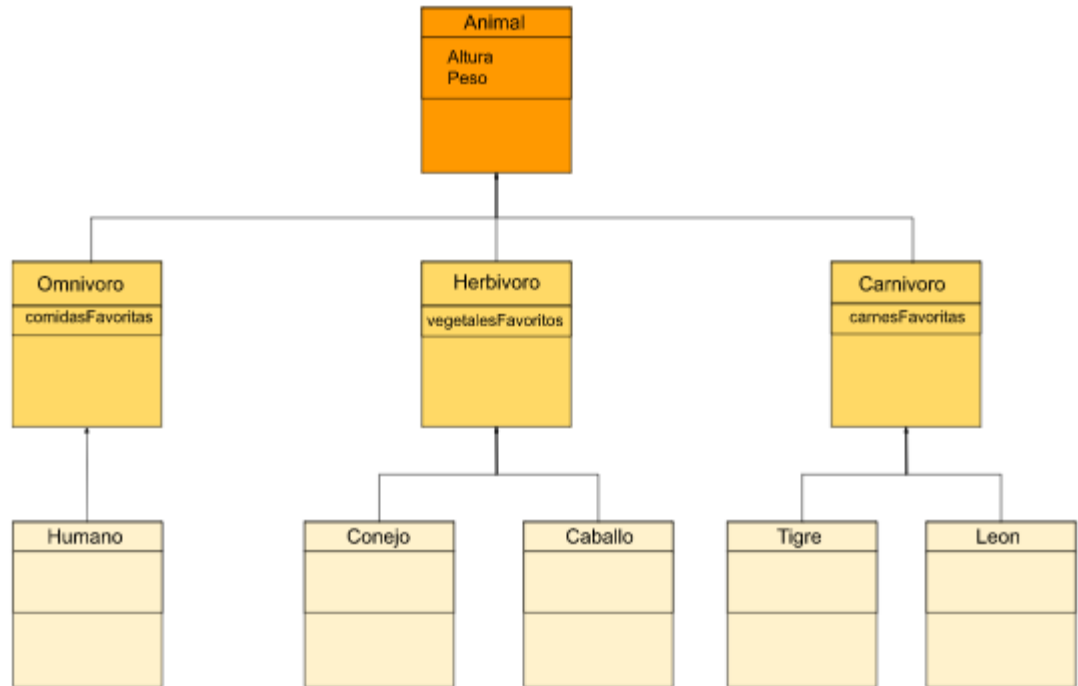 Animal
Altura
Peso
Omnivoro
comidasFavoritas
Herbivoro
vegetalesFavoritos
Carnivoro
carnesFavoritas
Humano
Conejo
Caballo
Tigre
Leon